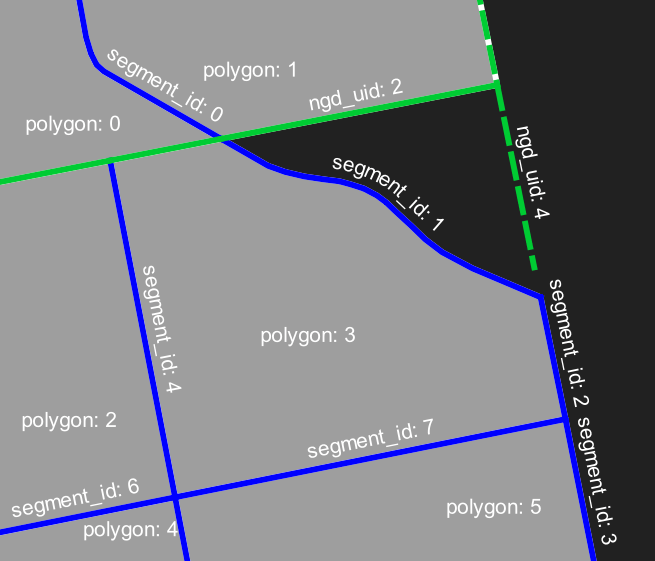 segment_id: 0
polygon: 1
ngd_uid: 2
polygon: 0
segment_id: 1
ngd_uid: 4
segment_id: 4
polygon: 3
segment_id: 2
polygon: 2
segment_id: 7
segment_id: 3
segment_id: 6
polygon: 4
polygon: 5